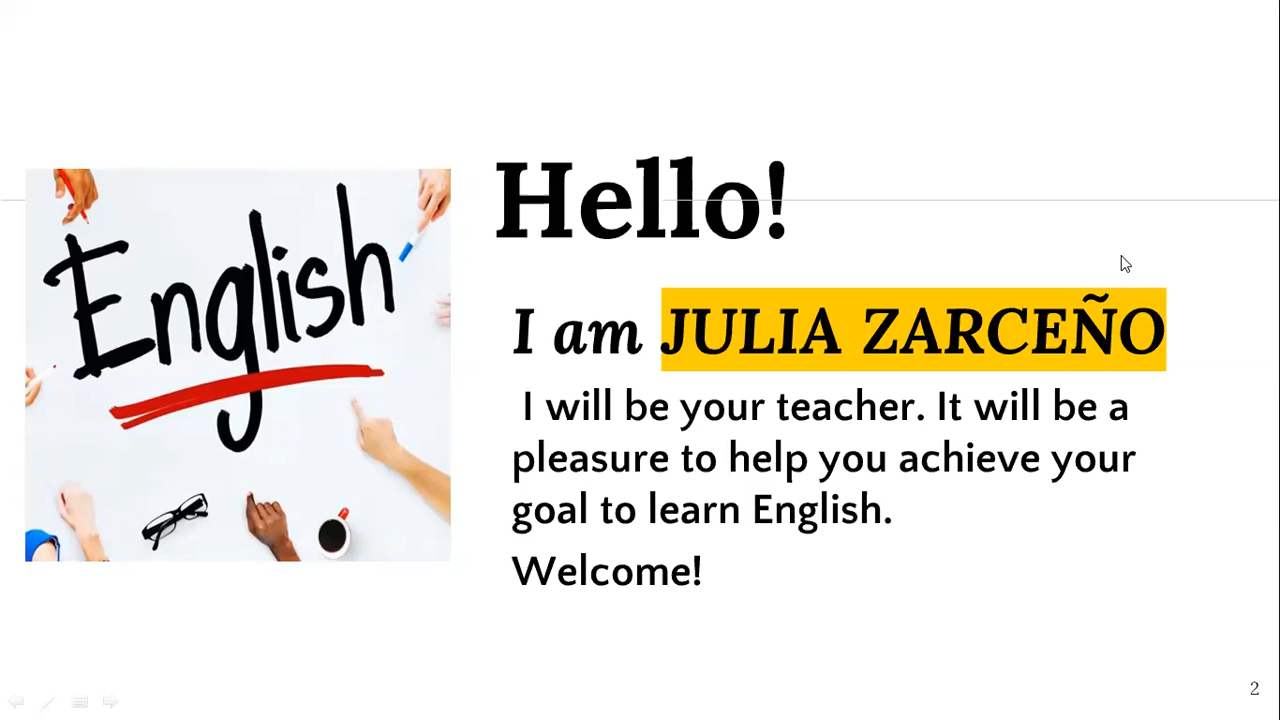 English
Hello!
I am JULIA ZARCEÑO
I will be your teacher. It will be a
pleasure to help you achieve your
goal to learn English.
Welcome!
2